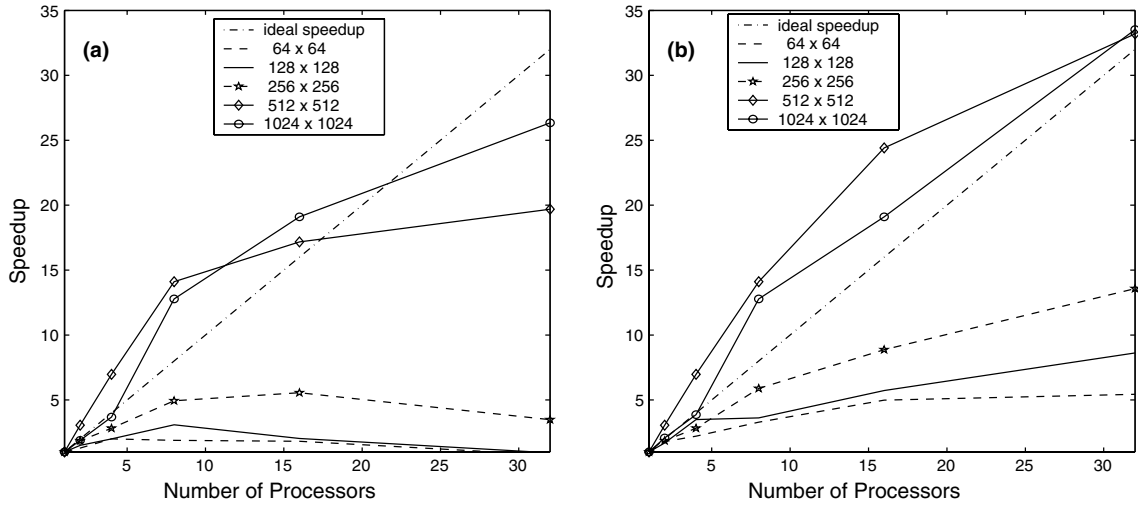 (a)
ideal speedup
64 x 64
128 x 128
256 x 256
512 x 512
1024 x 1024
35
30
25
20
15
10
5
5
10
15
20
25
30
Speedup
Number of Processors
(b)
ideal speedup
64 x 64
128 x 128
256 x 256
512 x 512
1024 x 1024
35
30
25
20
15
10
5
5
10
15
20
25
30
Speedup
Number of Processors